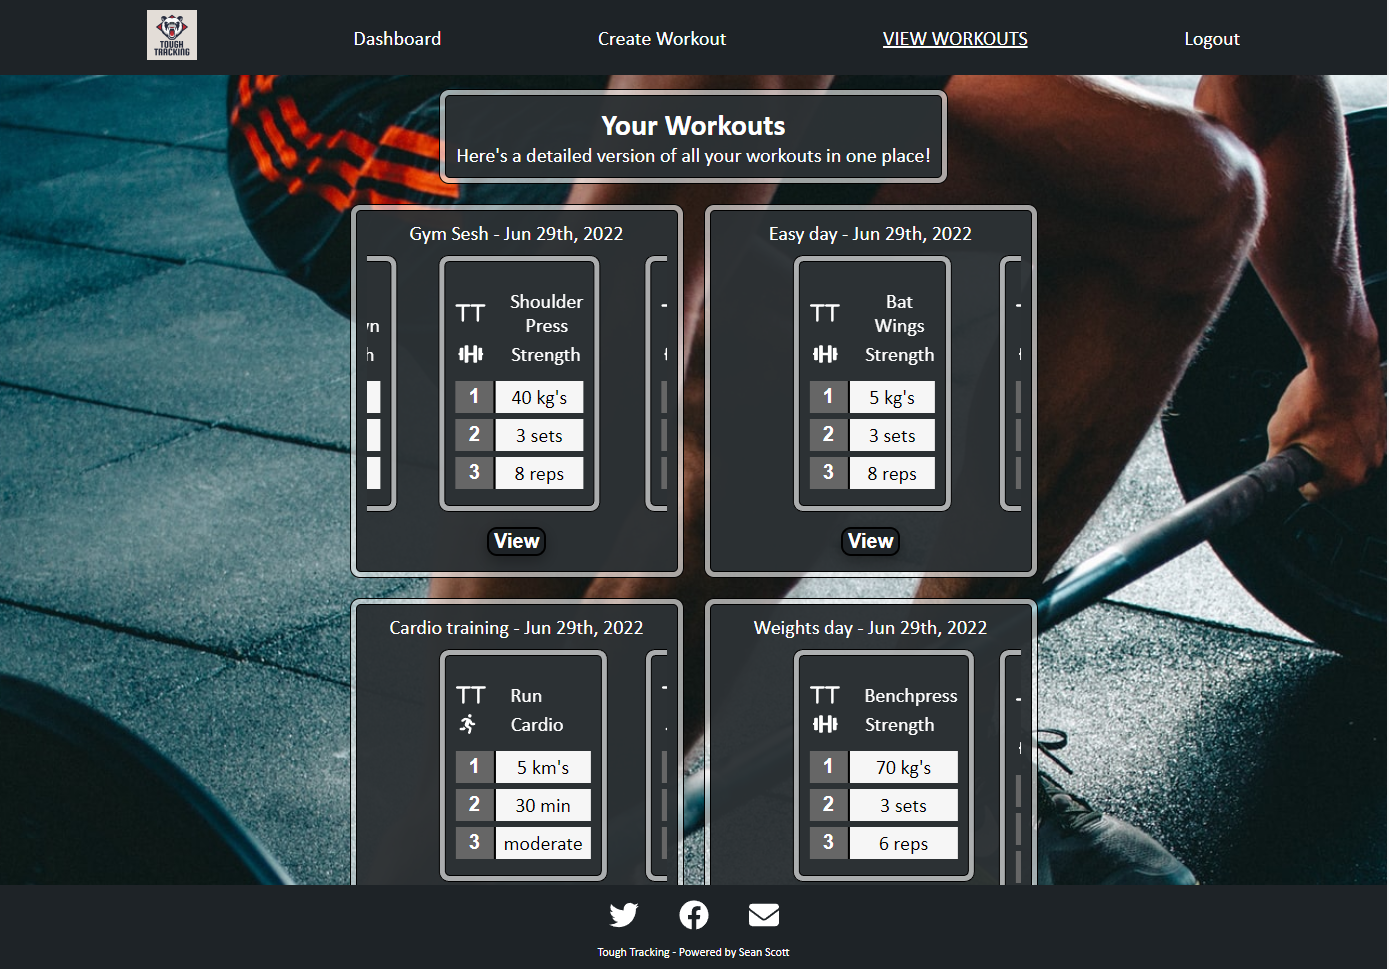 TOUGH
TRACKING
Dashboard
Create Workout
VIEW WORKOUTS
Logout
Your Workouts
Here's a detailed version of all your workouts in one place!
Gym Sesh - Jun 29th, 2022
Shoulder
Press
Strength
1 40 kg's
2 3 sets
3 8 reps
View
Easy day - Jun 29th, 2022
Bat
Wings
Strength
1 5 kg's
2 3 sets
3 8 reps
View
Cardio training - Jun 29th, 2022
Run
Cardio
1 5 km's
2 30 min
3 moderate
Weights day - Jun 29th, 2022
Benchpress
Strength
1 70 kg's
2 3 sets
3 6 reps
Tough Tracking - Powered by Sean Scott